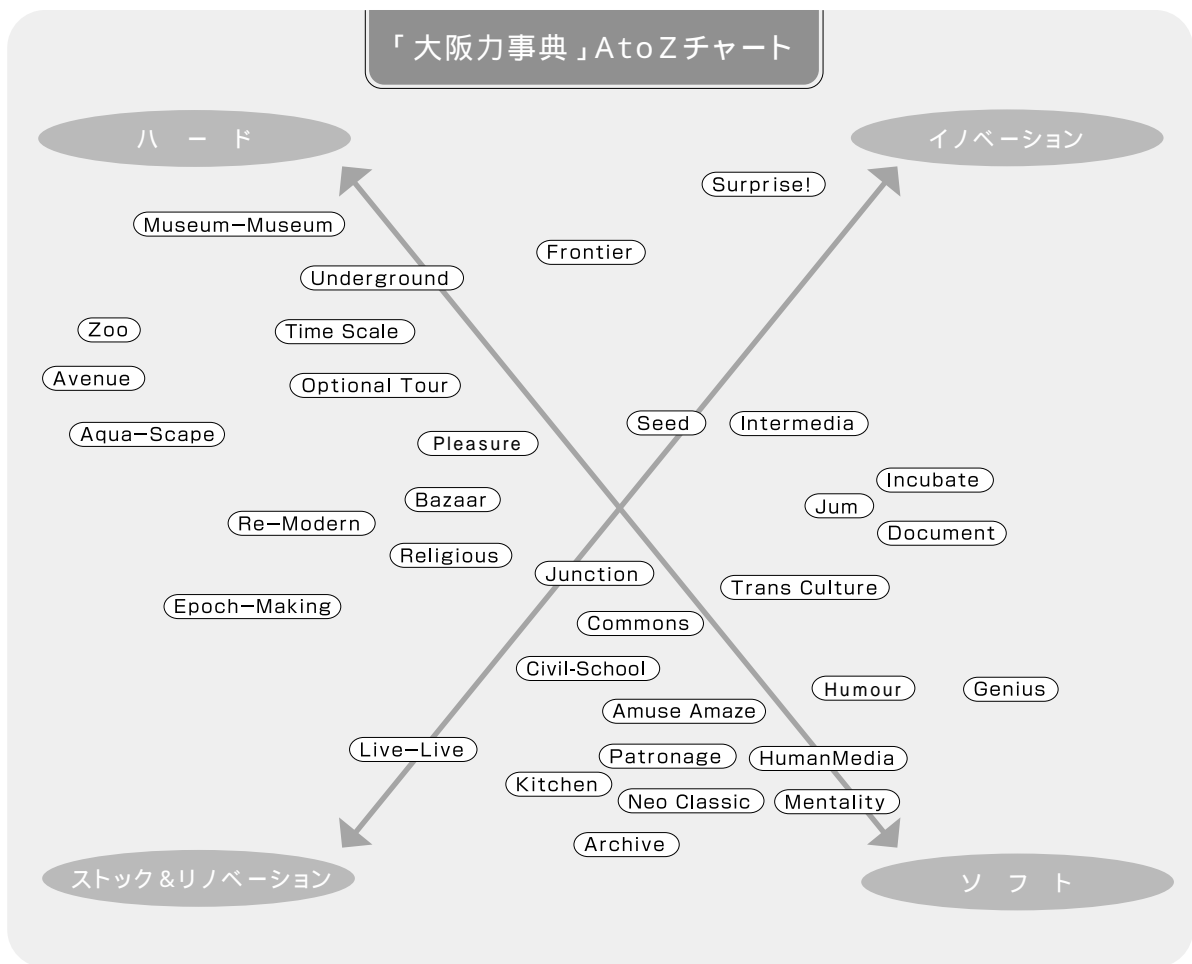 「大阪力事典」AtoZチャート
ハード
イノベーション
Surprise!
Museum−Museum
Frontier
Underground
Zoo
Time Scale
Avenue
Optional Tour
Aqua−Scape
Pleasure
Seed
Intermedia
Incubate
Bazaar
Jum
Re−Modern
Document
Religious
Junction
Trans Culture
Epoch−Making
Commons
Civil-School
Humour
Genius
Amuse Amaze
Live−Live
Patronage
HumanMedia
Kitchen
Neo Classic
Mentality
Archive
ストック&リノベーション
ソフト